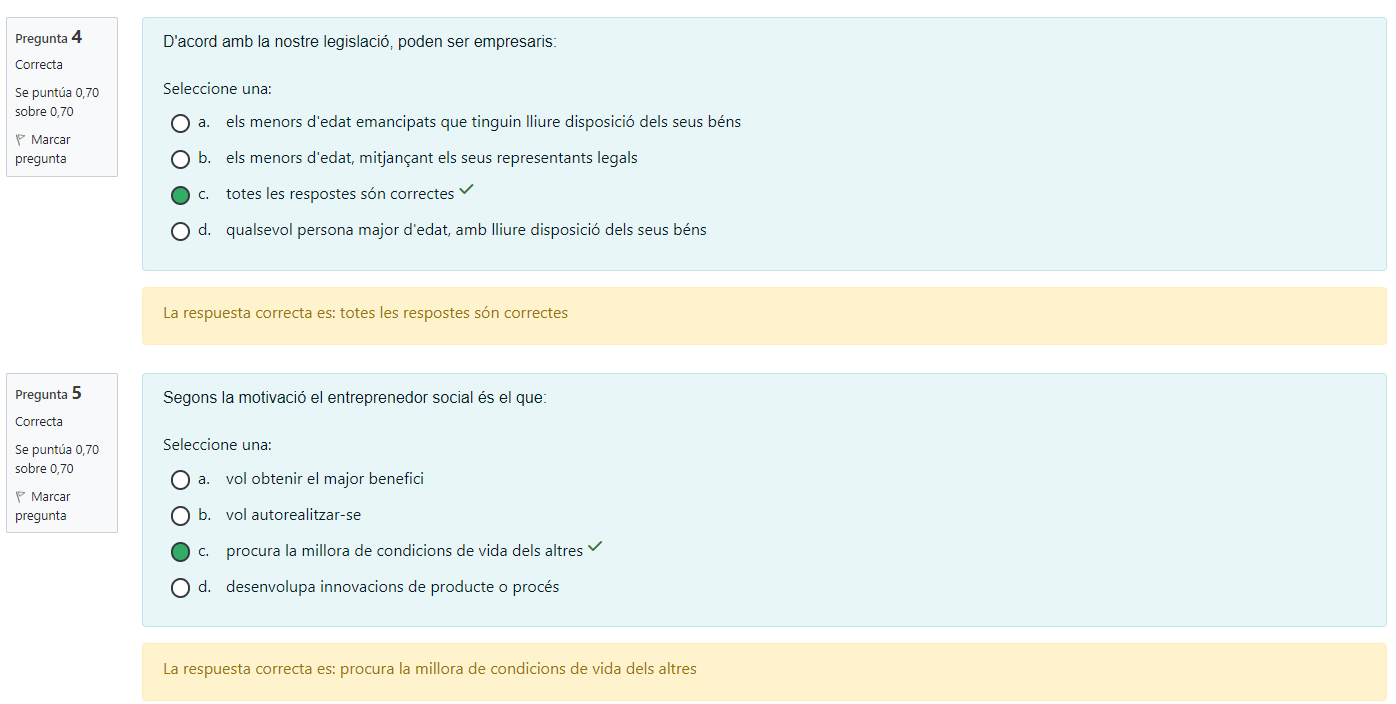 Pregunta 4
Correcta
Se puntúa 0,70
sobre 0,70
Marcar
pregunta
D'acord amb la nostre legislació, poden ser empresaris:
Seleccione una:
a. els menors d'edat emancipats que tinguin lliure disposició dels seus béns
b. els menors d'edat, mitjançant els seus representants legals
c. totes les respostes són correctes
d. qualsevol persona major d'edat, amb lliure disposició dels seus béns
La respuesta correcta es: totes les respostes són correctes
Pregunta 5
Correcta
Se puntúa 0,70
sobre 0,70
Marcar
pregunta
Segons la motivació el entreprenedor social és el que:
Seleccione una:
a. vol obtenir el major benefici
b. vol autorealitzar-se
c. procura la millora de condicions de vida dels altres
d. desenvolupa innovacions de producte o procés
La respuesta correcta es: procura la millora de condicions de vida dels altres